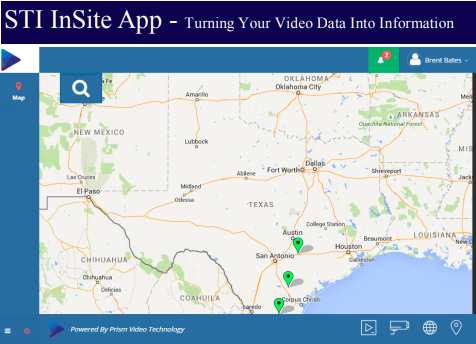 STI InSite App - Turning Your Video Data Into Information
2
Brent Bates
Map
OKLAHOMA
Oklahoma City
Amarillo
ARKANSAS
Ouachita National Forest
NEW MEXICO
Lubbock
Las Cruces
El Paso
Midland
Odessa
Abilene
Fort Worth
Dallas
Shreveport
TEXAS
College Station
Austin
Beaumont
LOUISIANA
Houston
San Antonio
Galveston
CHIHUAHUA
Chihuahua
Delicias
COAHUILA
Corpus Christi
Powered By Prism Video Technology